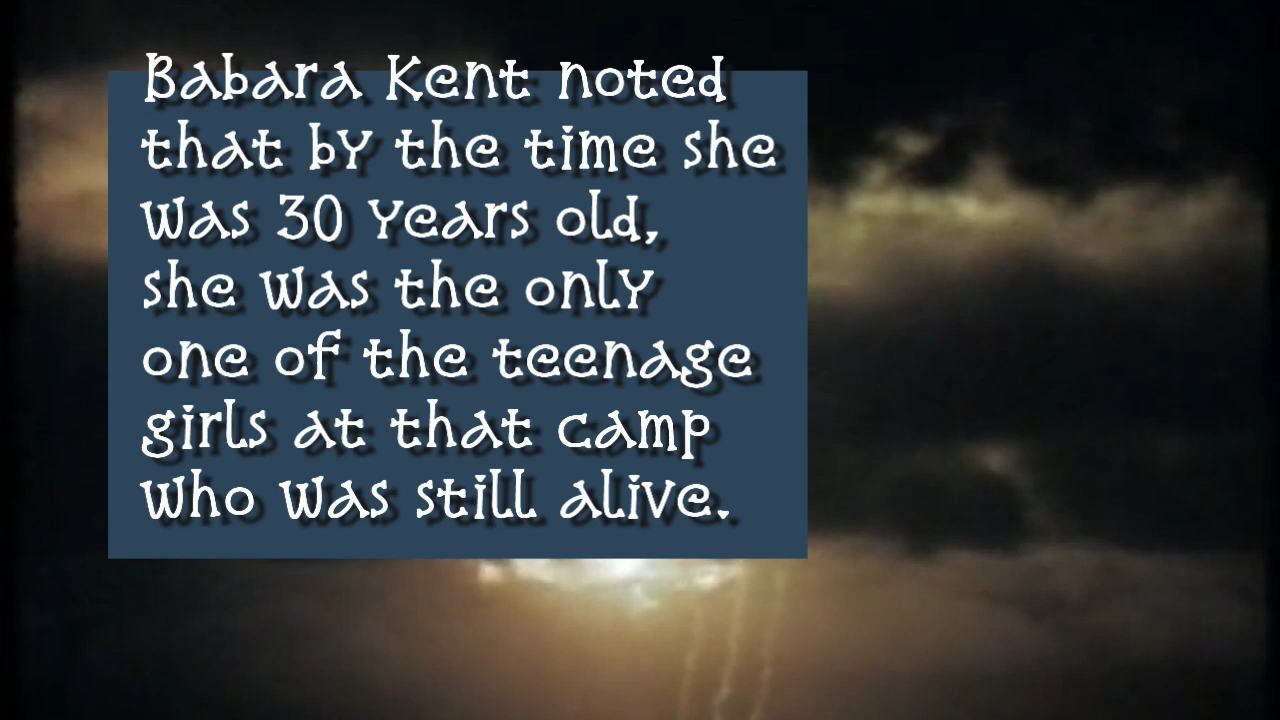 Babara Kent noted
that by the time she
was 30 years old,
she was the only
one of the teenage
girls at that camp
who was still alive.